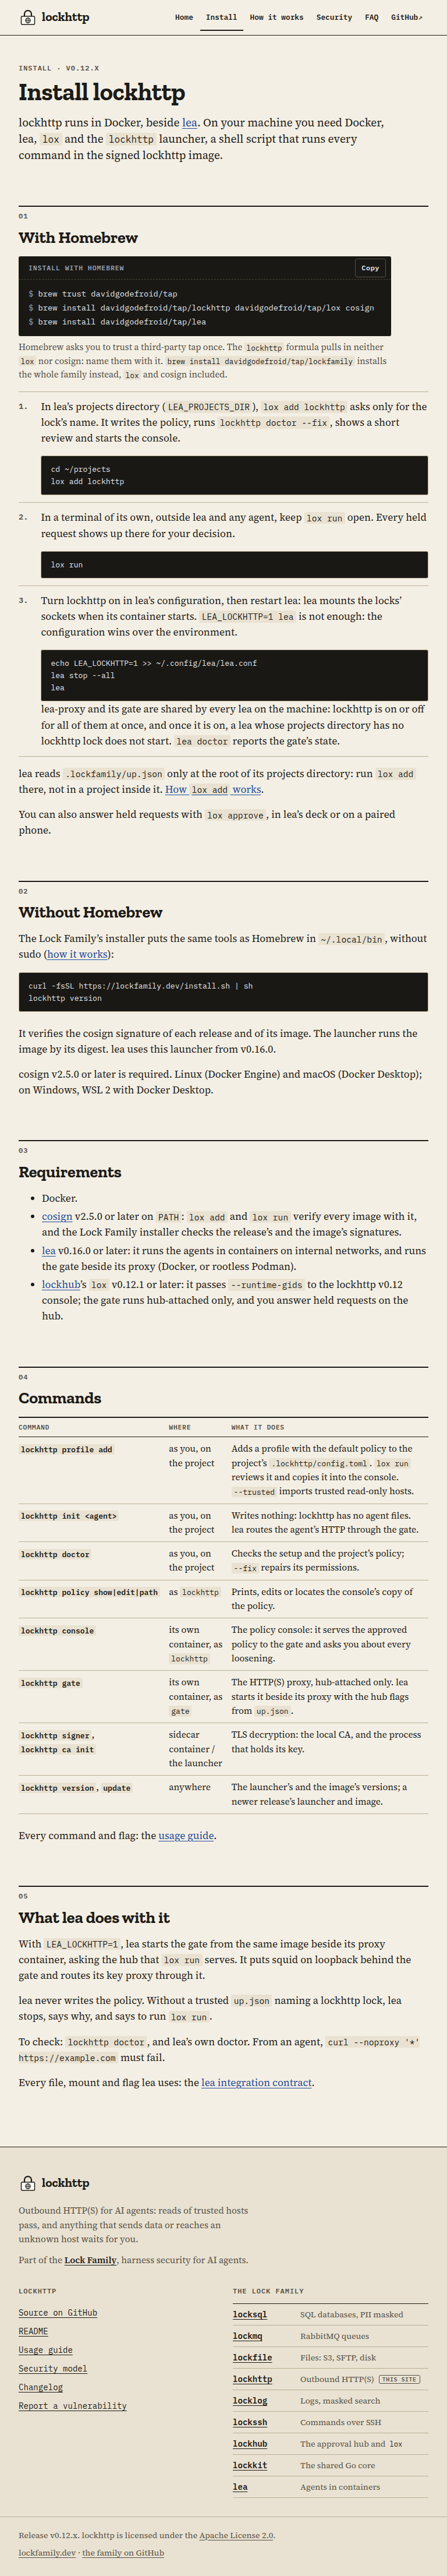 lockhttp
Home Install How it works Security FAQ GitHub↗
INSTALL · V0.12.X
Install lockhttp
lockhttp runs in Docker, beside lea. On your machine you need Docker,
lea, lox and the lockhttp launcher, a shell script that runs every
command in the signed lockhttp image.
01
With Homebrew
INSTALL WITH HOMEBREW Copy
$ brew trust davidgodefroid/tap
$ brew install davidgodefroid/tap/lockhttp davidgodefroid/tap/lox cosign
$ brew install davidgodefroid/tap/lea
Homebrew asks you to trust a third-party tap once. The lockhttp formula pulls in neither
lox nor cosign: name them with it. brew install davidgodefroid/tap/lockfamily installs
the whole family instead, lox and cosign included.
1. In lea's projects directory (LEA_PROJECTS_DIR), lox add lockhttp asks only for the
lock's name. It writes the policy, runs lockhttp doctor --fix, shows a short
review and starts the console.
cd ~/projects
lox add lockhttp
2. In a terminal of its own, outside lea and any agent, keep lox run open. Every held
request shows up there for your decision.
lox run
3. Turn lockhttp on in lea's configuration, then restart lea: lea mounts the locks'
sockets when its container starts. LEA_LOCKHTTP=1 lea is not enough: the
configuration wins over the environment.
echo LEA_LOCKHTTP=1 >> ~/.config/lea/lea.conf
lea stop --all
lea
lea-proxy and its gate are shared by every lea on the machine: lockhttp is on or off
for all of them at once, and once it is on, a lea whose projects directory has no
lockhttp lock does not start. lea doctor reports the gate's state.
lea reads .lockfamily/up.json only at the root of its projects directory: run lox add
there, not in a project inside it. How lox add works.
You can also answer held requests with lox approve, in lea's deck or on a paired
phone.
02
Without Homebrew
The Lock Family's installer puts the same tools as Homebrew in ~/.local/bin, without
sudo (how it works):
curl -fsSL https://lockfamily.dev/install.sh | sh
lockhttp version
It verifies the cosign signature of each release and of its image. The launcher runs the
image by its digest. lea uses this launcher from v0.16.0.
cosign v2.5.0 or later is required. Linux (Docker Engine) and macOS (Docker Desktop);
on Windows, WSL 2 with Docker Desktop.
03
Requirements
• Docker.
• cosign v2.5.0 or later on PATH: lox add and lox run verify every image with it,
and the Lock Family installer checks the release's and the image's signatures.
• lea v0.16.0 or later: it runs the agents in containers on internal networks, and runs
the gate beside its proxy (Docker, or rootless Podman).
• lockhub's lox v0.12.1 or later: it passes --runtime-gids to the lockhttp v0.12
console; the gate runs hub-attached only, and you answer held requests on the
hub.
04
Commands
COMMAND WHERE WHAT IT DOES
lockhttp profile add as you, on Adds a profile with the default policy to the
the project project's .lockhttp/config.toml. lox run
reviews it and copies it into the console.
--trusted imports trusted read-only hosts.
lockhttp init <agent> as you, on Writes nothing: lockhttp has no agent files.
the project lea routes the agent's HTTP through the gate.
lockhttp doctor as you, on Checks the setup and the project's policy;
the project --fix repairs its permissions.
lockhttp policy show|edit|path as lockhttp Prints, edits or locates the console's copy of
the policy.
lockhttp console its own The policy console: it serves the approved
container, as policy to the gate and asks you about every
lockhttp loosening.
lockhttp gate its own The HTTP(S) proxy, hub-attached only. lea
container, as starts it beside its proxy with the hub flags
gate from up.json.
lockhttp signer, sidecar TLS decryption: the local CA, and the process
lockhttp ca init container / that holds its key.
the launcher
lockhttp version, update anywhere The launcher's and the image's versions; a
newer release's launcher and image.
Every command and flag: the usage guide.
05
What lea does with it
With LEA_LOCKHTTP=1, lea starts the gate from the same image beside its proxy
container, asking the hub that lox run serves. It puts squid on loopback behind the
gate and routes its key proxy through it.
lea never writes the policy. Without a trusted up.json naming a lockhttp lock, lea
stops, says why, and says to run lox run.
To check: lockhttp doctor, and lea's own doctor. From an agent, curl --noproxy '*'
https://example.com must fail.
Every file, mount and flag lea uses: the lea integration contract.
lockhttp
Outbound HTTP(S) for AI agents: reads of trusted hosts
pass, and anything that sends data or reaches an
unknown host waits for you.
Part of the Lock Family, harness security for AI agents.
LOCKHTTP
Source on GitHub
README
Usage guide
Security model
Changelog
Report a vulnerability
THE LOCK FAMILY
locksql SQL databases, PII masked
lockmq RabbitMQ queues
lockfile Files: S3, SFTP, disk
lockhttp Outbound HTTP(S) THIS SITE
locklog Logs, masked search
lockssh Commands over SSH
lockhub The approval hub and lox
lockkit The shared Go core
lea Agents in containers
Release v0.12.x. lockhttp is licensed under the Apache License 2.0.
lockfamily.dev · the family on GitHub